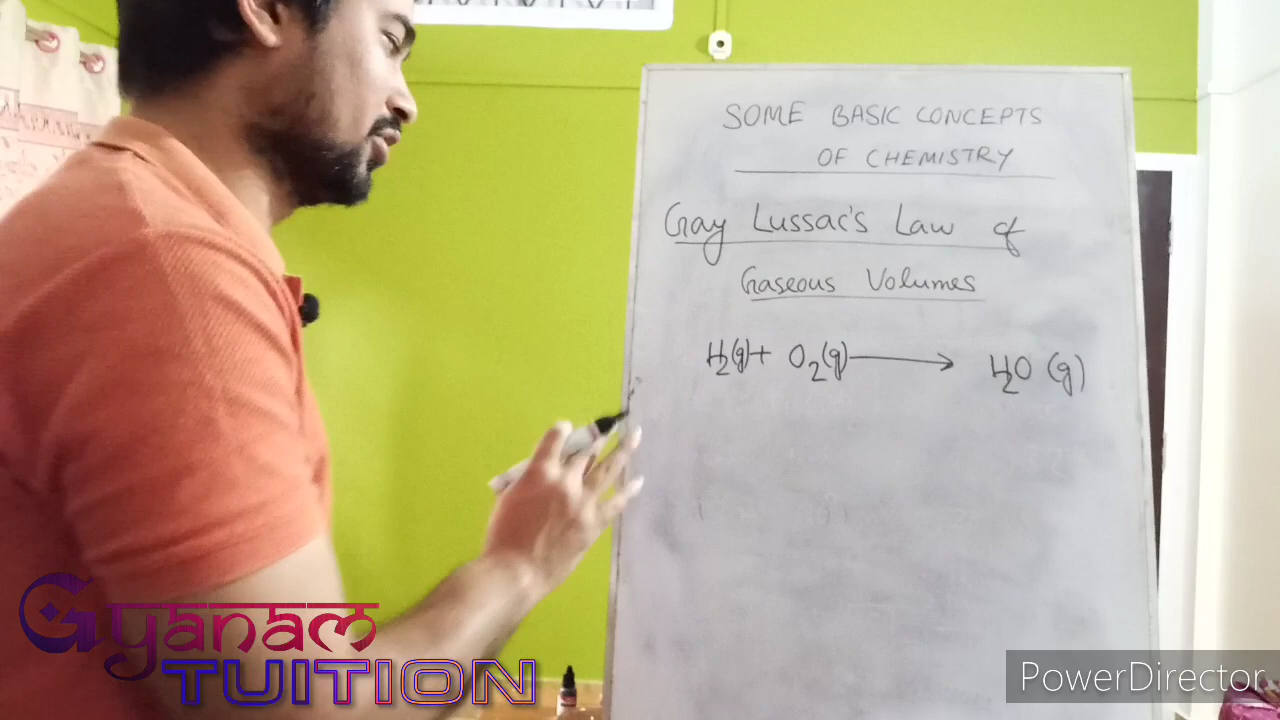 SOME BASIC CONCEPTS
OF CHEMISTRY
Gay Lussac's Law of
Gaseous Volumes
H2(g) + O2(g) ⟶ H2O (g)
Gyanam
TUITION
PowerDirector